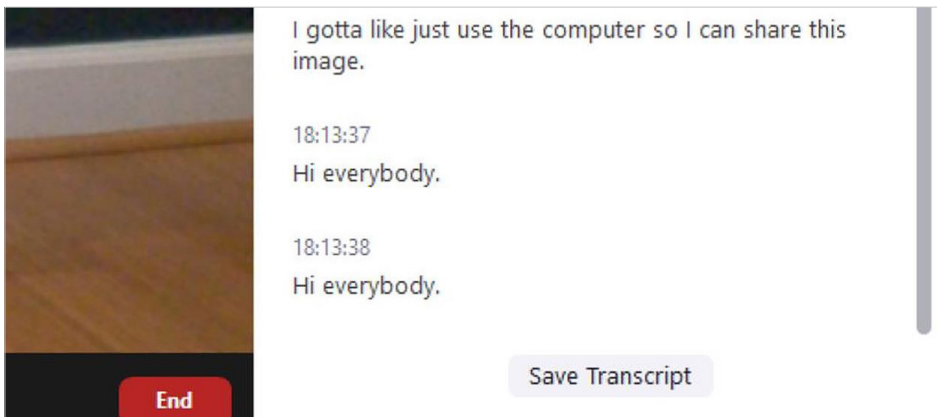 I gotta like just use the computer so I can share this
image.
18:13:37
Hi everybody.
18:13:38
Hi everybody.
Save Transcript
End